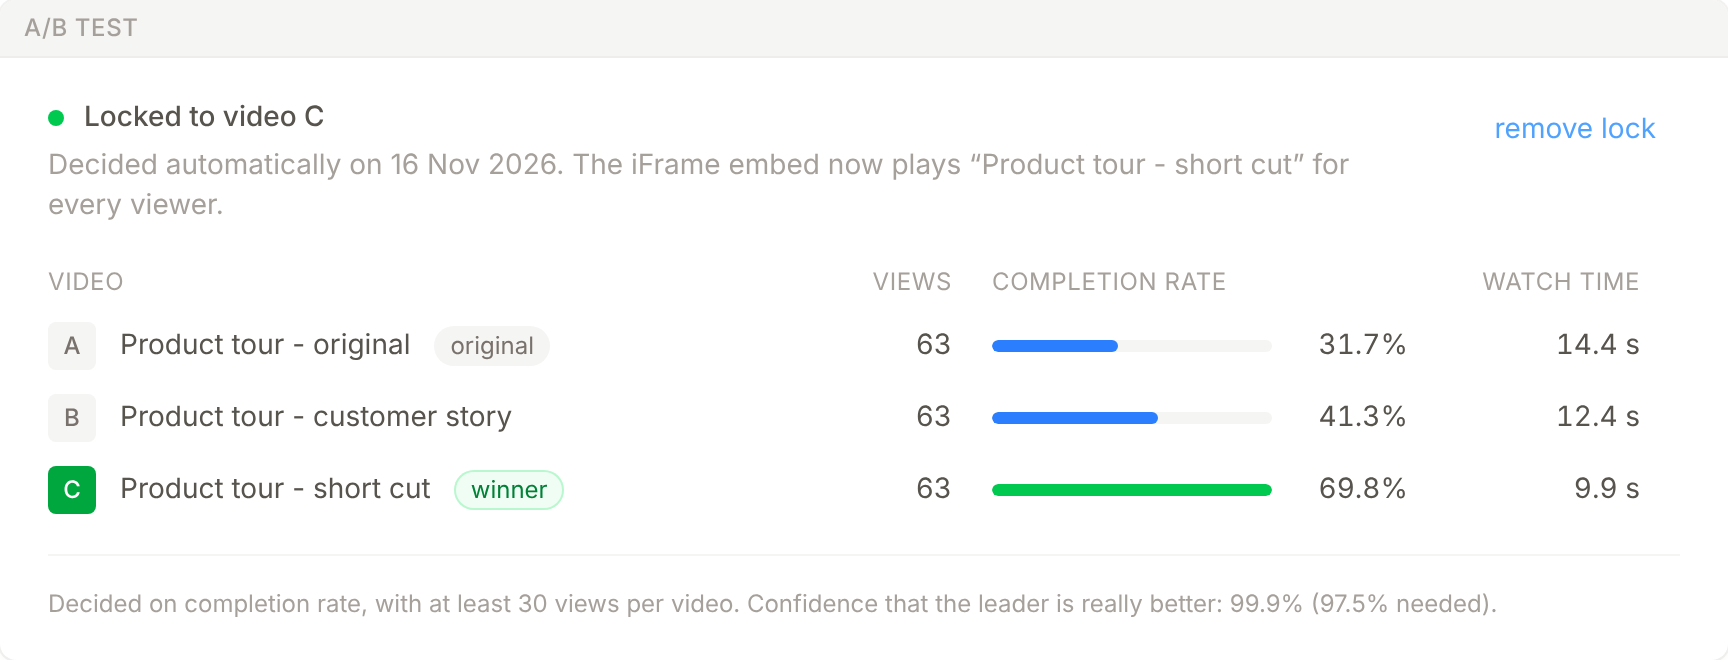 A/B TEST
Locked to video C
remove lock
Decided automatically on 16 Nov 2026. The iFrame embed now plays “Product tour - short cut” for
every viewer.
VIDEO VIEWS COMPLETION RATE WATCH TIME
A Product tour - original original 63 31.7% 14.4 s
B Product tour - customer story 63 41.3% 12.4 s
C Product tour - short cut winner 63 69.8% 9.9 s
Decided on completion rate, with at least 30 views per video. Confidence that the leader is really better: 99.9% (97.5% needed).